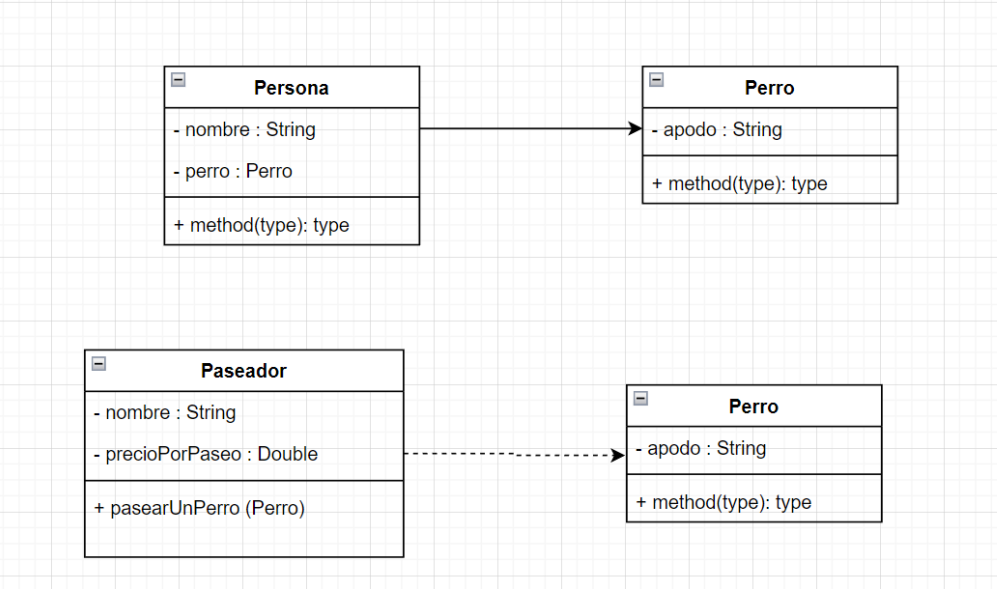 Persona
- nombre : String
- perro : Perro
+ method(type): type
Perro
- apodo : String
+ method(type): type
Paseador
- nombre : String
- precioPorPaseo : Double
+ pasearUnPerro (Perro)
Perro
- apodo : String
+ method(type): type